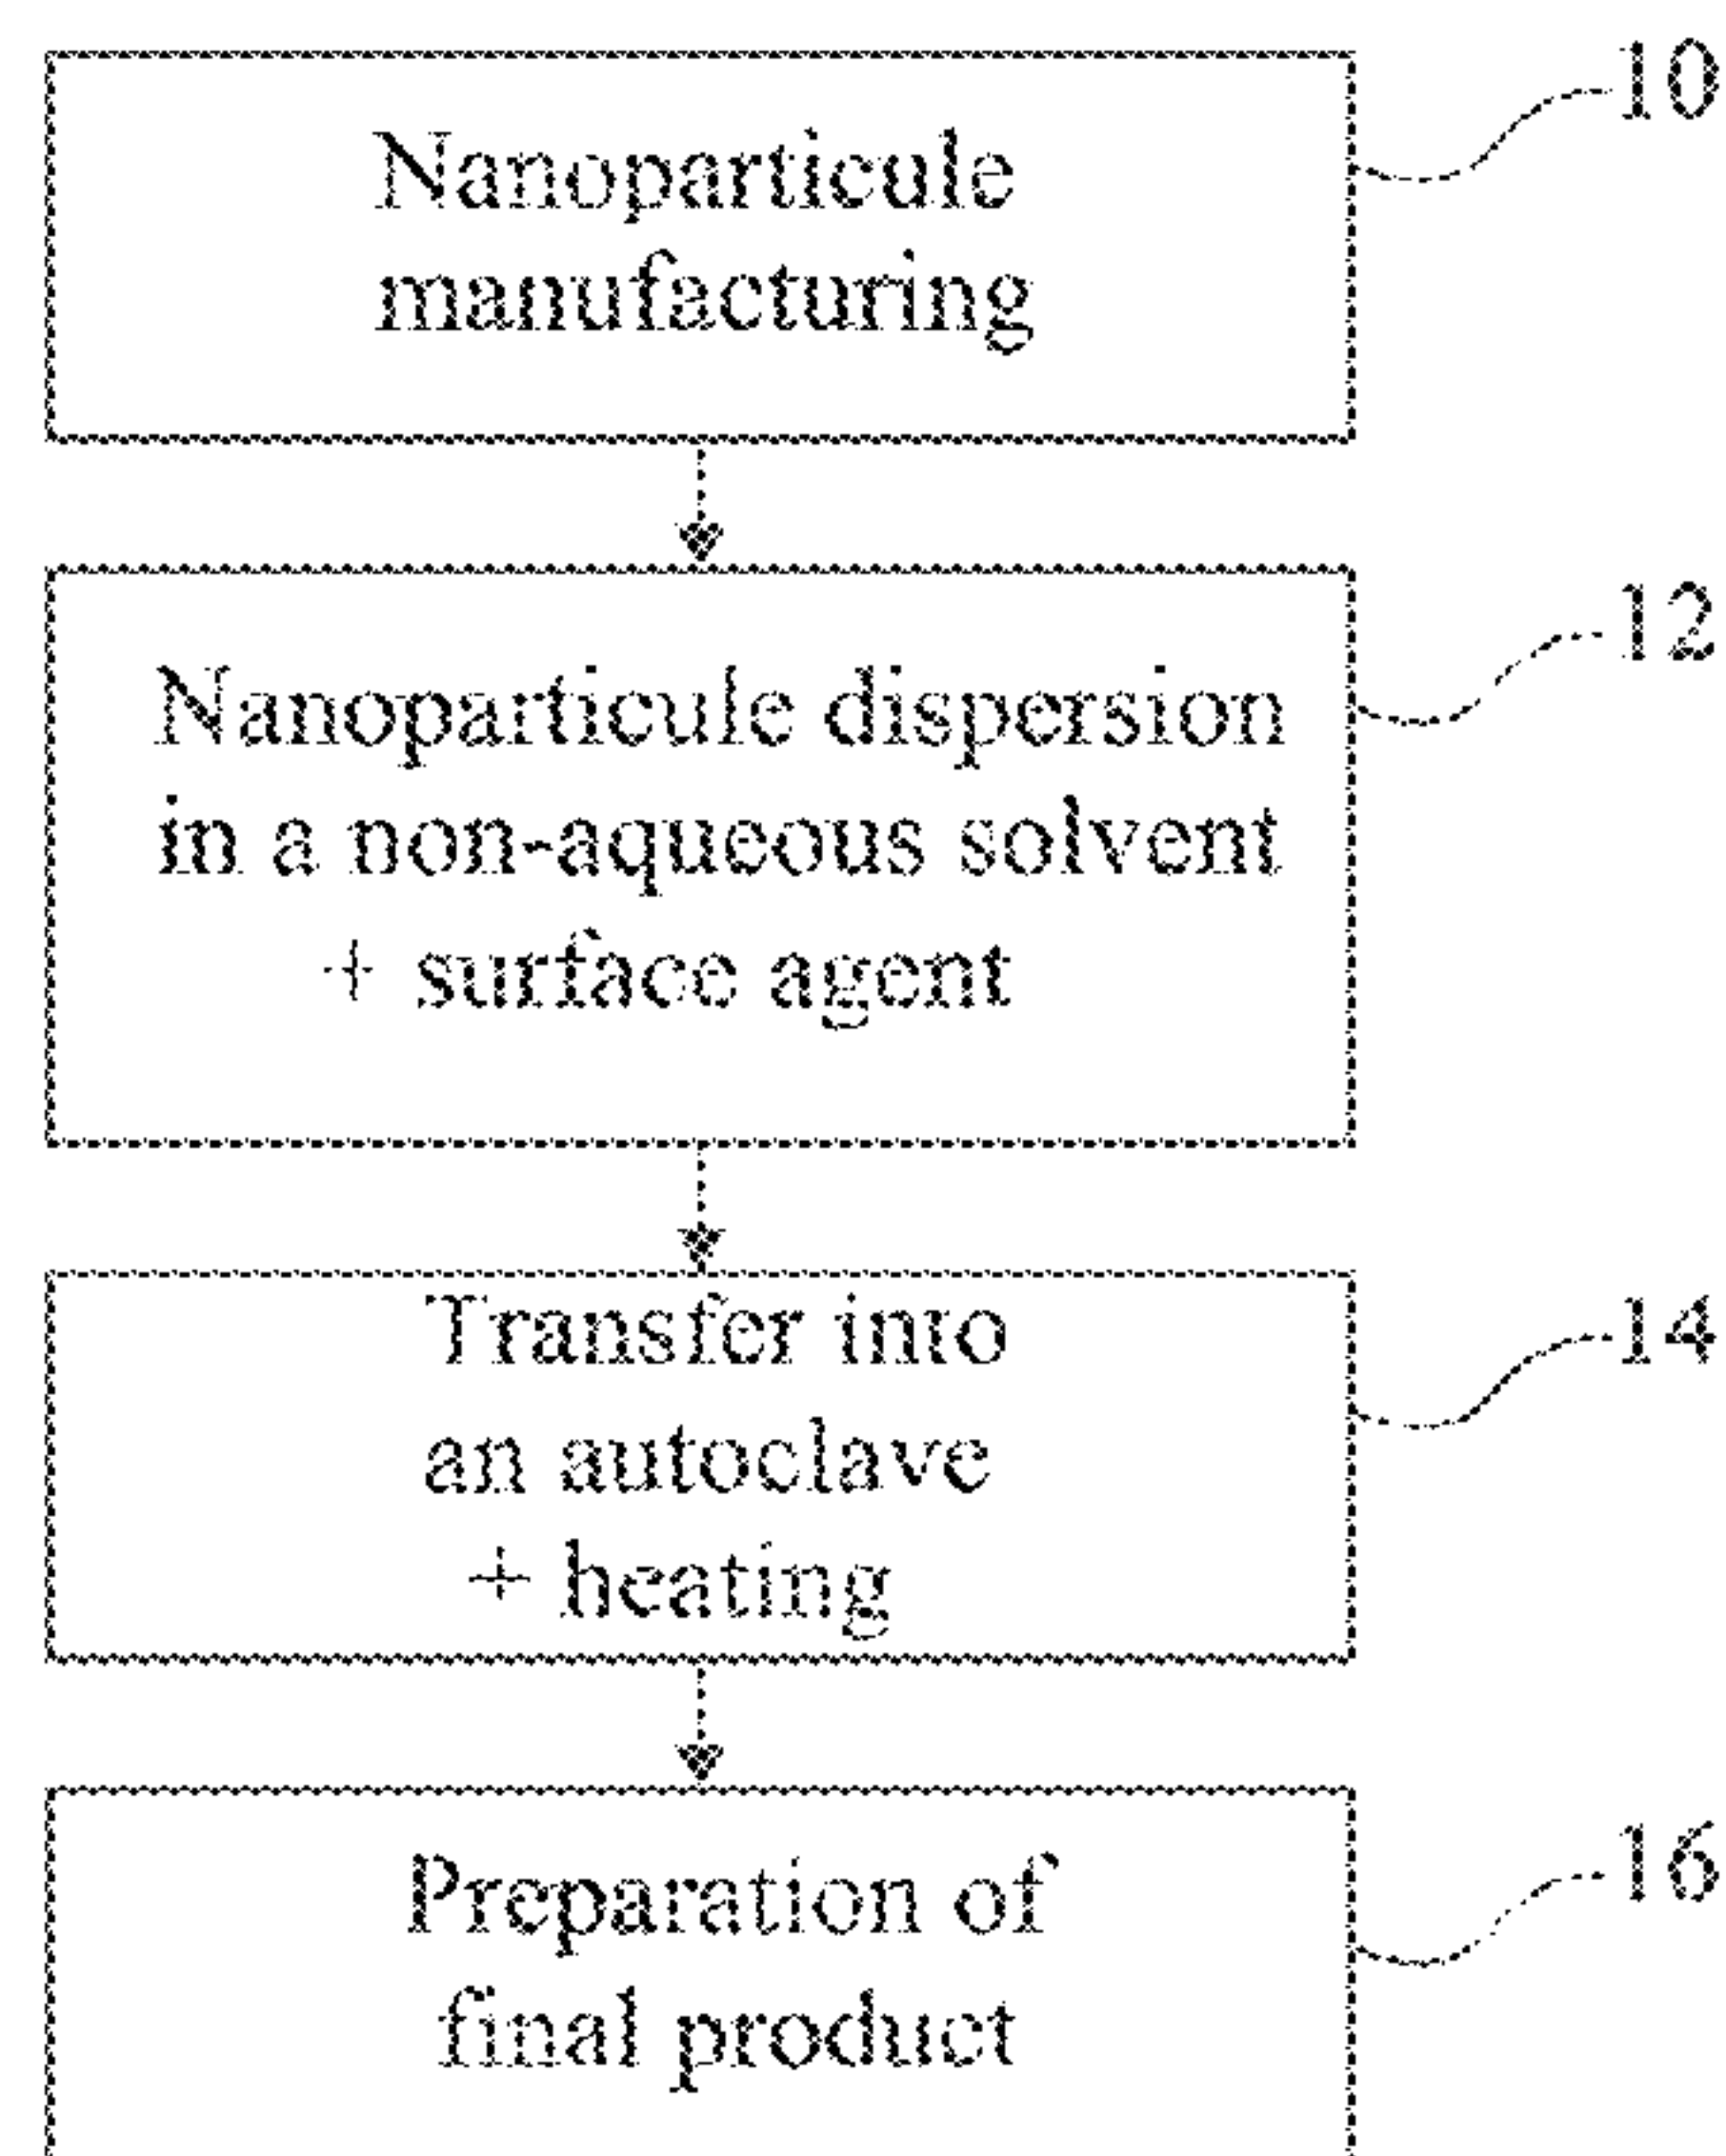 Nanoparticule
manufacturing
10
Nanoparticule dispersion
in a non-aqueous solvent
+ surface agent
12
Transfer into
an autoclave
+ heating
14
Preparation of
final product
16